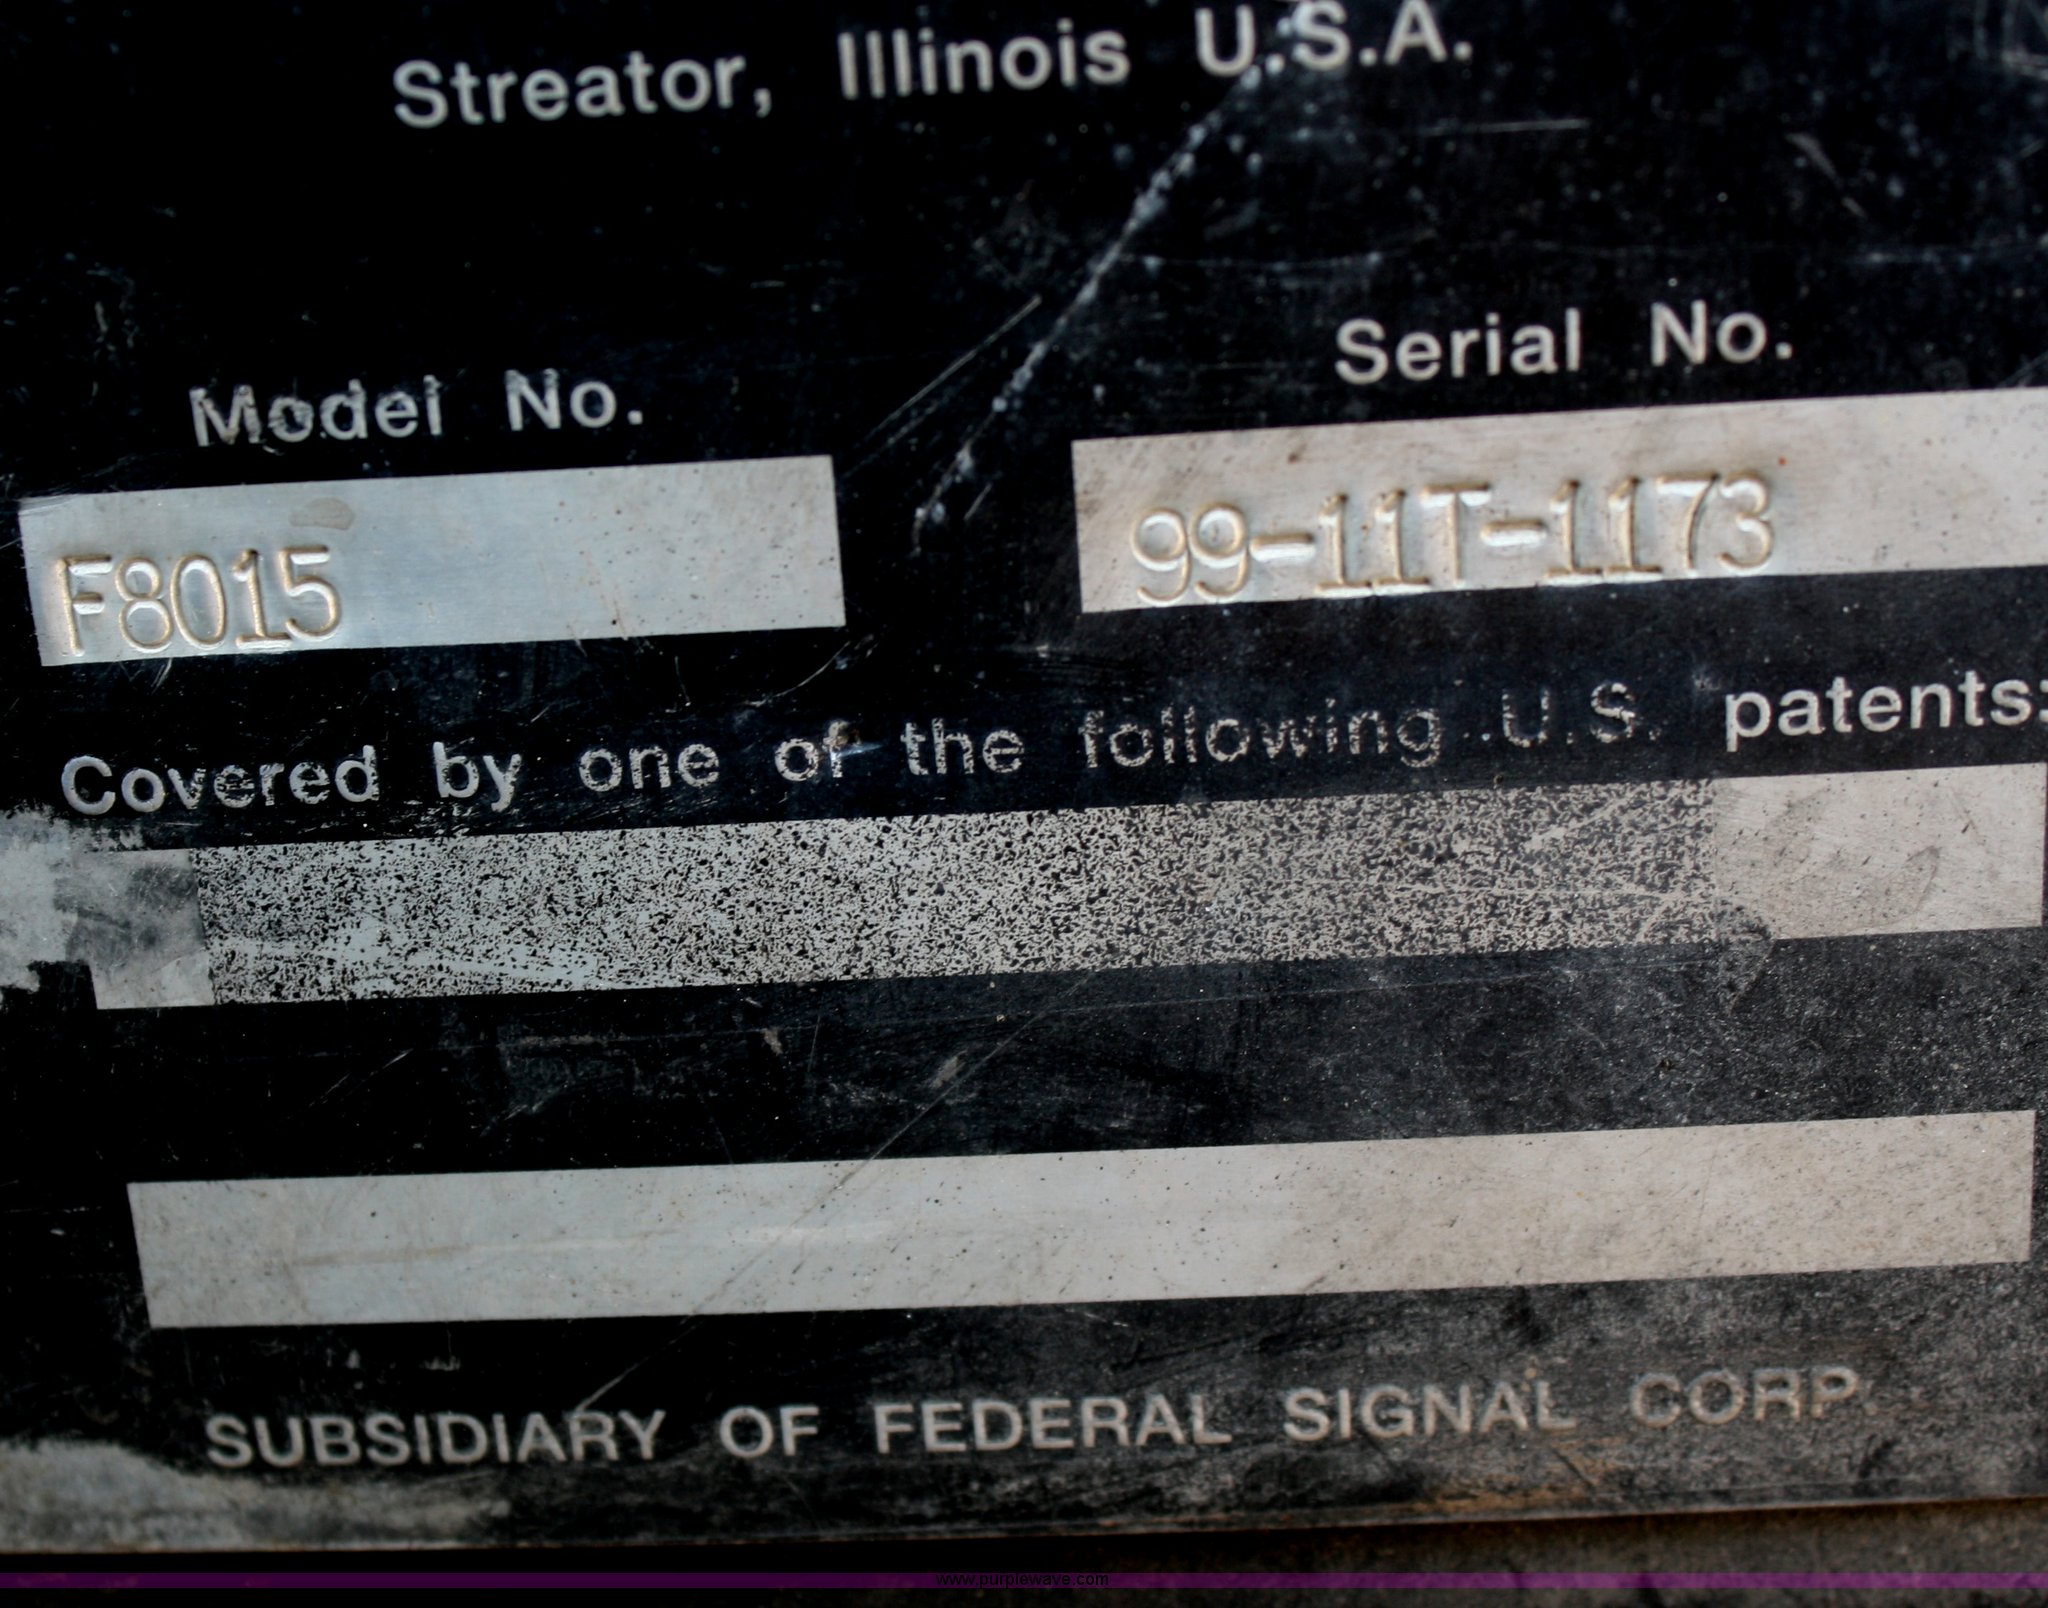 Streator, Illinois U.S.A.
Model No.
Serial No.
F8015
99-11T-1173
Covered by one of the following U.S. patents:
SUBSIDIARY OF FEDERAL SIGNAL CORP.
www.purplewave.com